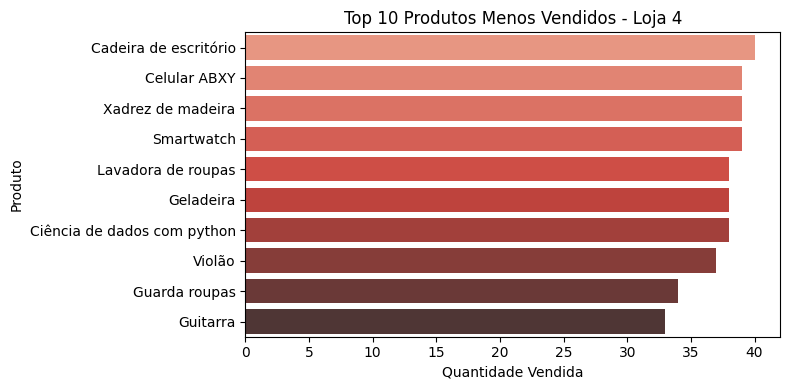 Top 10 Produtos Menos Vendidos - Loja 4
Produto
Cadeira de escritório
Celular ABXY
Xadrez de madeira
Smartwatch
Lavadora de roupas
Geladeira
Ciência de dados com python
Violão
Guarda roupas
Guitarra
0 5 10 15 20 25 30 35 40
Quantidade Vendida